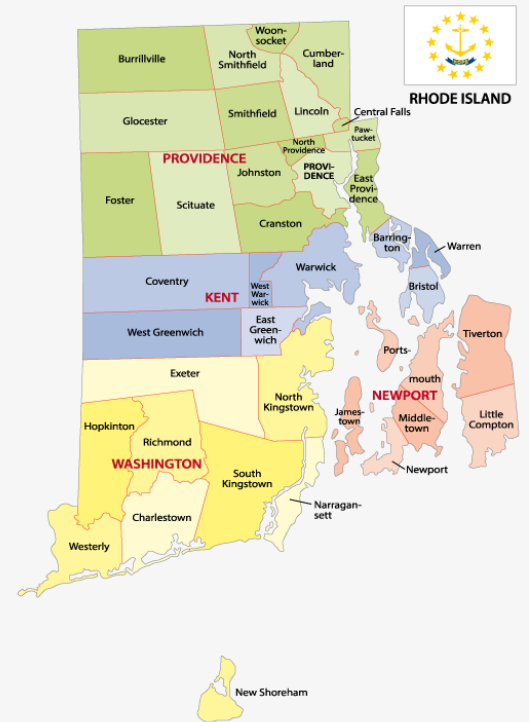 Woon-
socket
Burrillville
North
Smithfield
Cumber-
land
RHODE ISLAND
Glocester
Smithfield
Lincoln
Central Falls
Paw-
tucket
North
Providence
PROVIDENCE
PROVI-
DENCE
Johnston
Foster
Scituate
East
Provi-
dence
Cranston
Barring-
ton
Warren
Coventry
Warwick
KENT
West
War-
wick
Bristol
West Greenwich
East
Green-
wich
Tiverton
Ports-
mouth
Exeter
North
Kingstown
NEWPORT
James-
town
Middle-
town
Little
Compton
Hopkinton
Richmond
WASHINGTON
South
Kingstown
Newport
Charlestown
Narragan-
sett
Westerly
New Shoreham